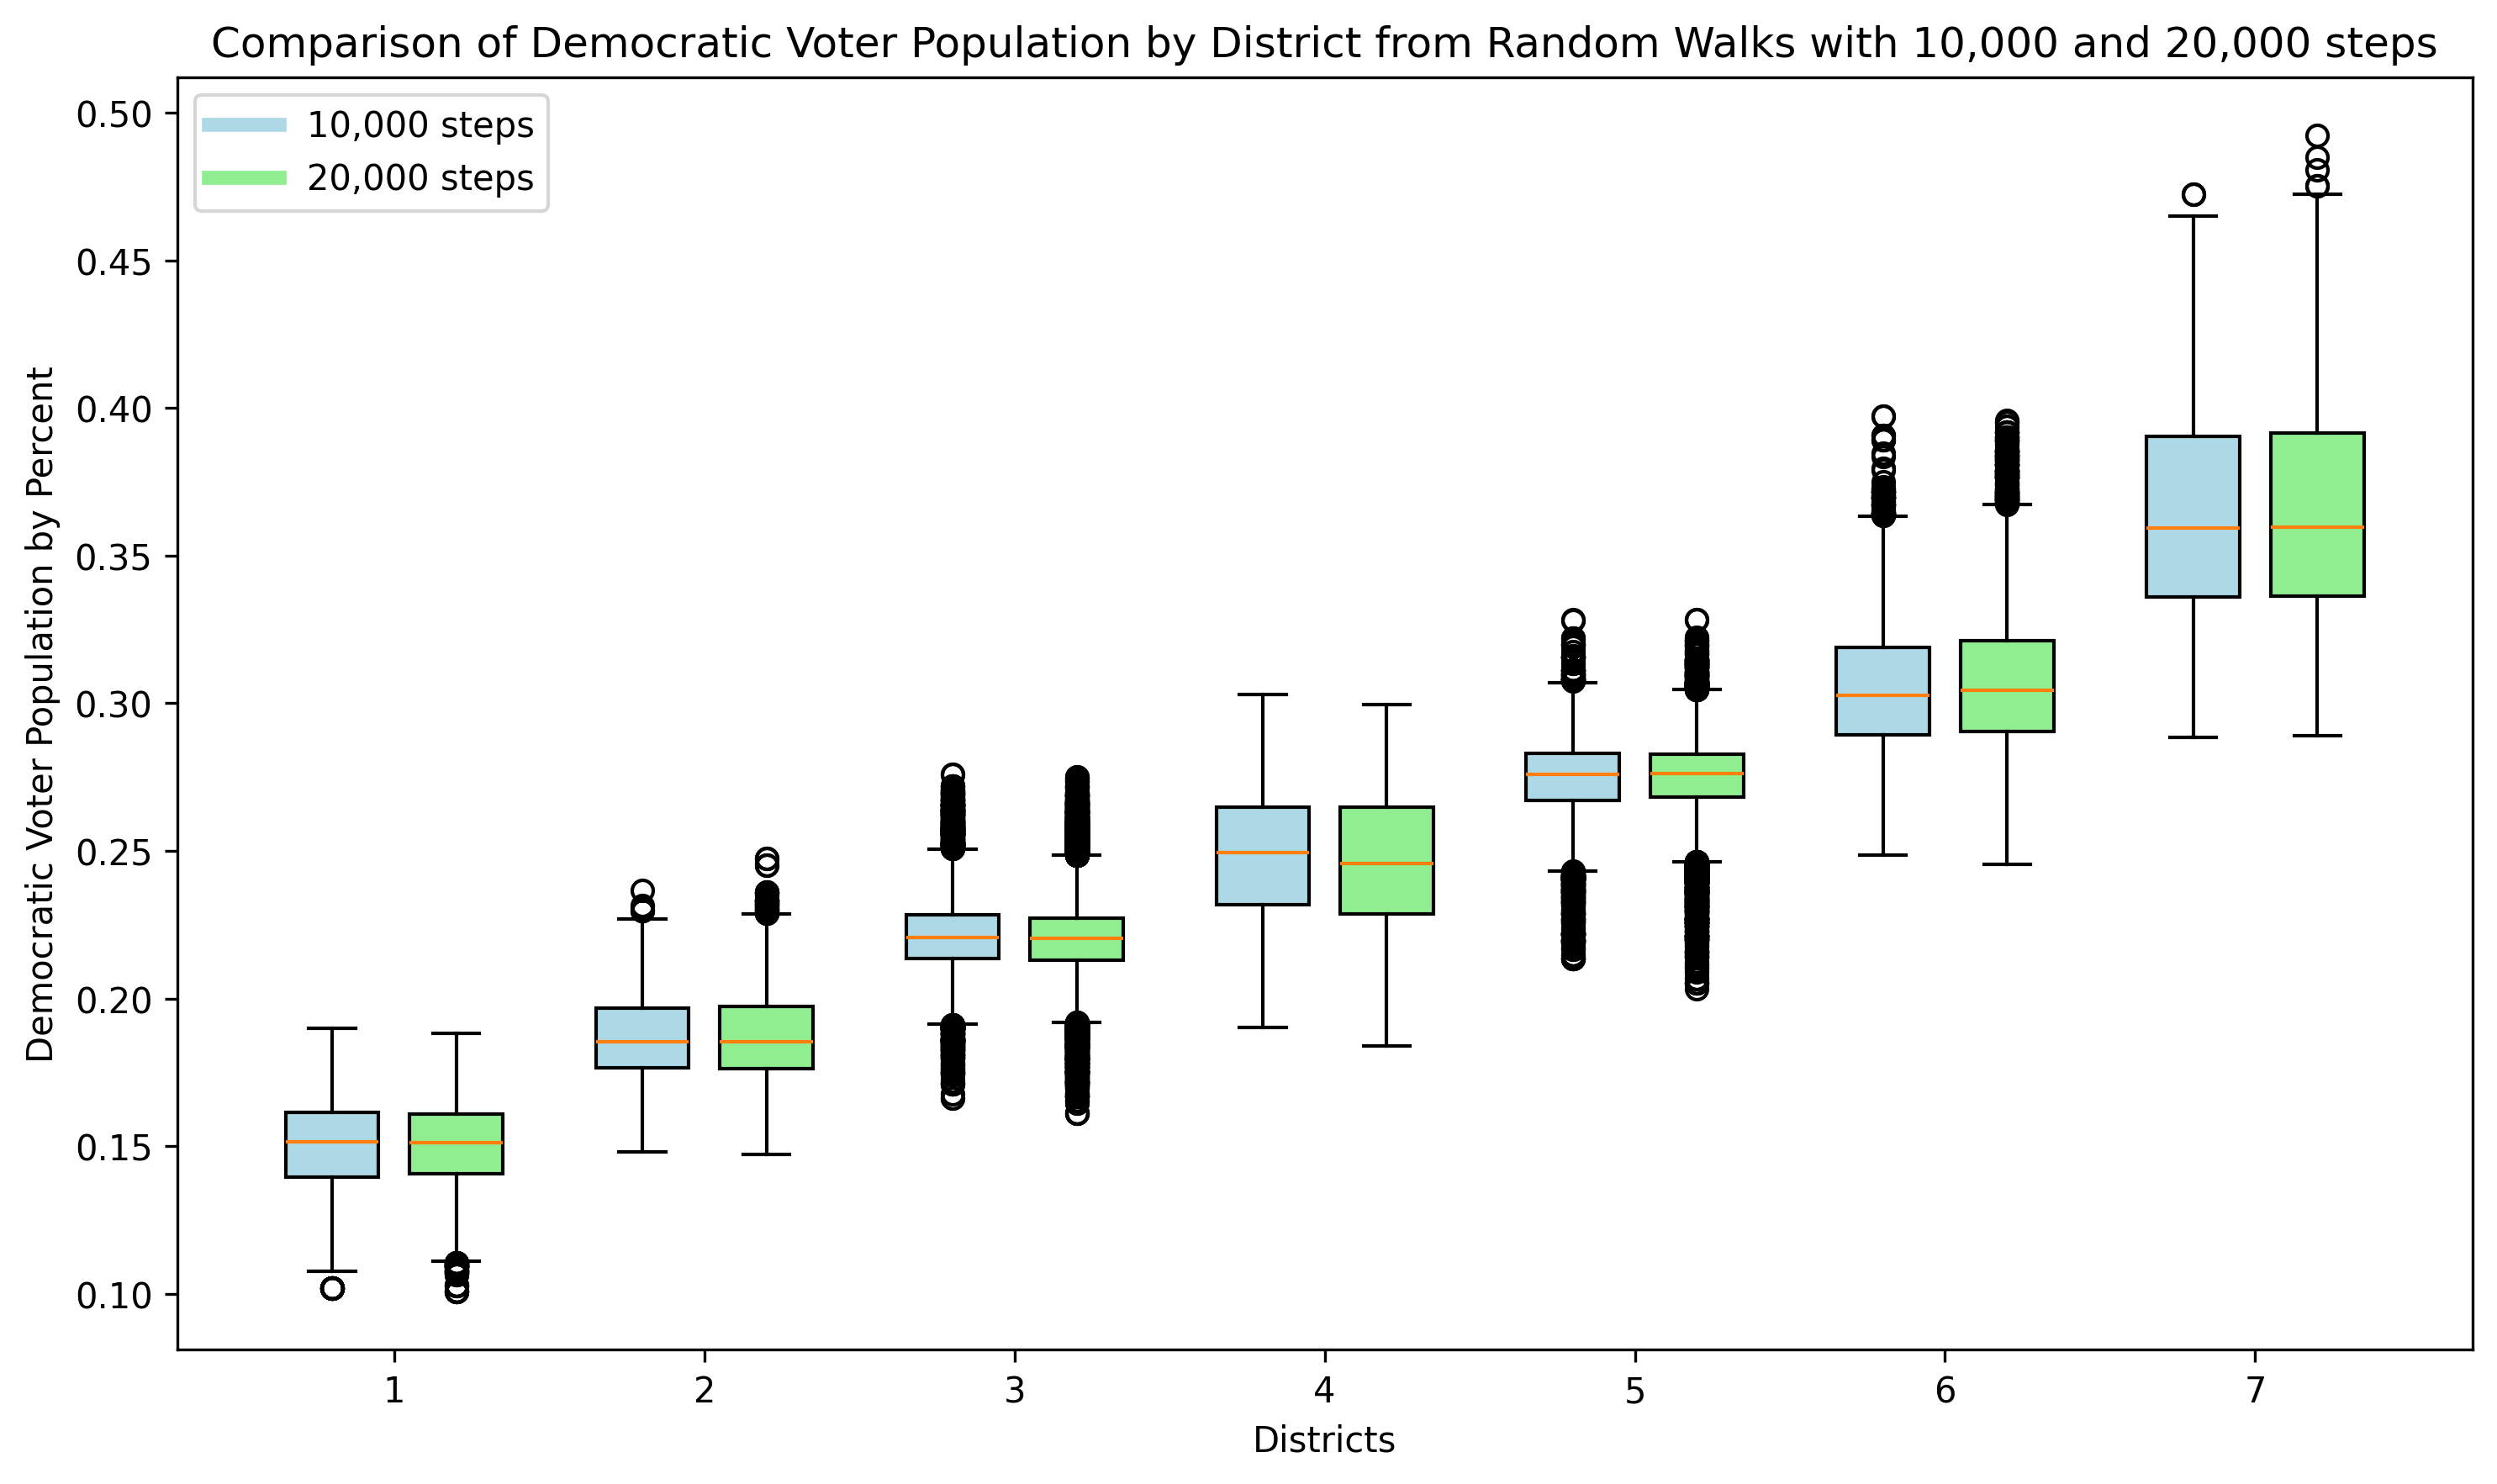 Comparison of Democratic Voter Population by District from Random Walks with 10,000 and 20,000 steps
10,000 steps
20,000 steps
Democratic Voter Population by Percent
0.50
0.45
0.40
0.35
0.30
0.25
0.20
0.15
0.10
1 2 3 4 5 6 7
Districts